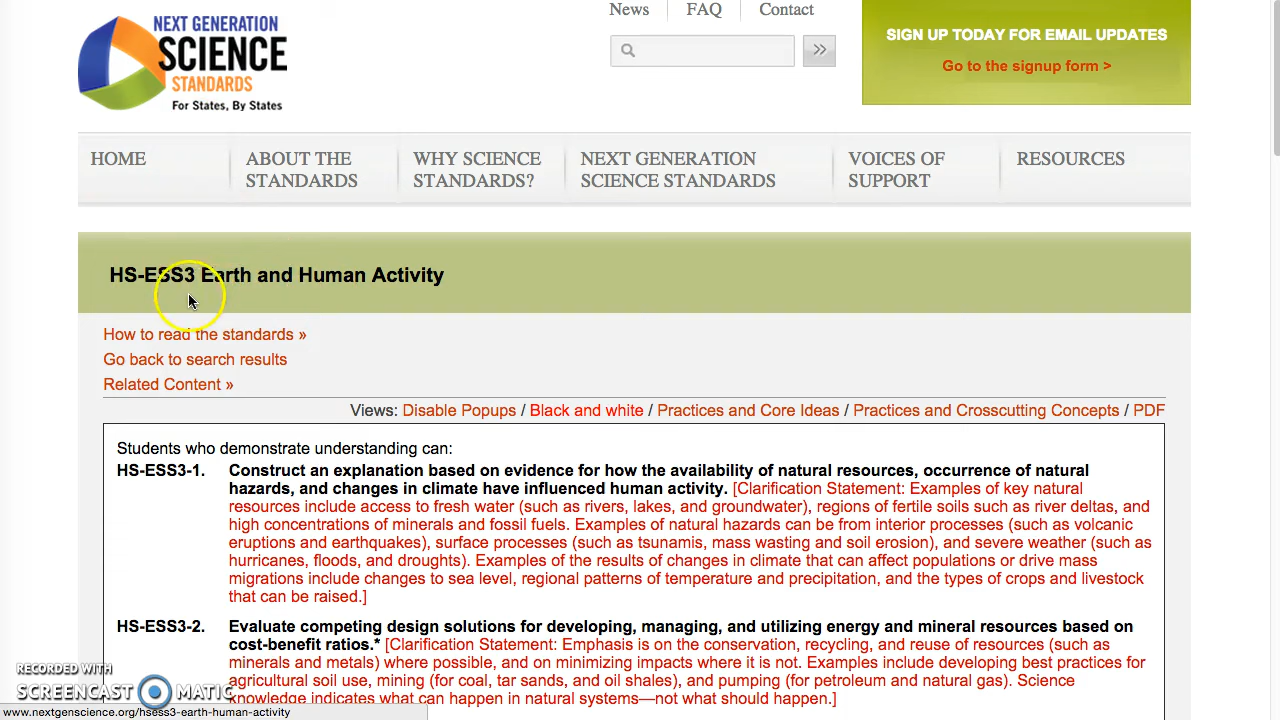 NEXT GENERATION
SCIENCE
STANDARDS
For States, By States
News
FAQ
Contact
>>
SIGN UP TODAY FOR EMAIL UPDATES
Go to the signup form >
HOME
ABOUT THE
STANDARDS
WHY SCIENCE
STANDARDS?
NEXT GENERATION
SCIENCE STANDARDS
VOICES OF
SUPPORT
RESOURCES
HS-ESS3 Earth and Human Activity
How to read the standards »
Go back to search results
Related Content »
Views: Disable Popups / Black and white / Practices and Core Ideas / Practices and Crosscutting Concepts / PDF
Students who demonstrate understanding can:
HS-ESS3-1. Construct an explanation based on evidence for how the availability of natural resources, occurrence of natural
hazards, and changes in climate have influenced human activity. [Clarification Statement: Examples of key natural
resources include access to fresh water (such as rivers, lakes, and groundwater), regions of fertile soils such as river deltas, and
high concentrations of minerals and fossil fuels. Examples of natural hazards can be from interior processes (such as volcanic
eruptions and earthquakes), surface processes (such as tsunamis, mass wasting and soil erosion), and severe weather (such as
hurricanes, floods, and droughts). Examples of the results of changes in climate that can affect populations or drive mass
migrations include changes to sea level, regional patterns of temperature and precipitation, and the types of crops and livestock
that can be raised.]
HS-ESS3-2. Evaluate competing design solutions for developing, managing, and utilizing energy and mineral resources based on
cost-benefit ratios.* [Clarification Statement: Emphasis is on the conservation, recycling, and reuse of resources (such as
minerals and metals) where possible, and on minimizing impacts where it is not. Examples include developing best practices for
agricultural soil use, mining (for coal, tar sands, and oil shales), and pumping (for petroleum and natural gas). Science
knowledge indicates what can happen in natural systems—not what should happen.]
RECORDED WITH
SCREENCAST MATIC
www.nextgenscience.org/hsess3-earth-human-activity